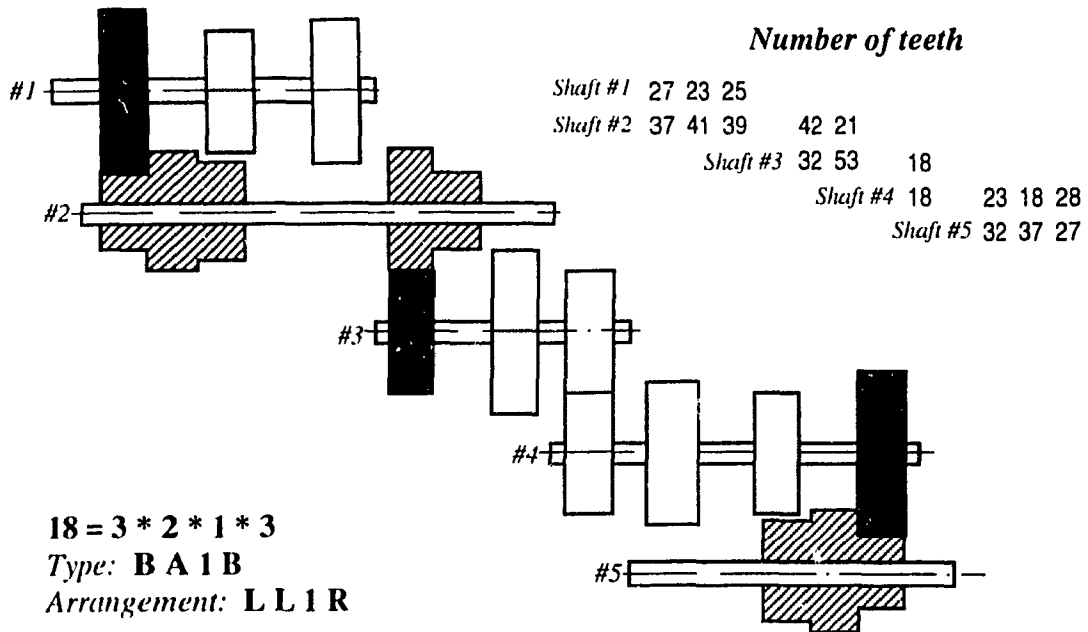 Number of teeth
Shaft #1 27 23 25
Shaft #2 37 41 39 42 21
Shaft #3 32 53 18
Shaft #4 18 23 18 28
Shaft #5 32 37 27
#1
#2
#3
#4
#5
18 = 3 * 2 * 1 * 3
Type: B A 1 B
Arrangement: L L 1 R